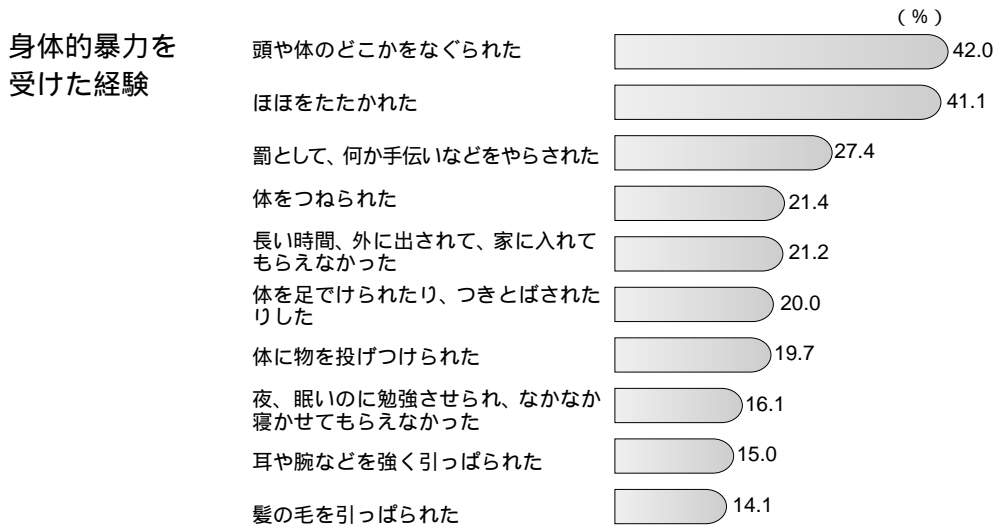 (%)
身体的暴力を
受けた経験
頭や体のどこかをなぐられた 42.0
ほほをたたかれた 41.1
罰として、何か手伝いなどをやらされた 27.4
体をつねられた 21.4
長い時間、外に出されて、家に入れて
もらえなかった 21.2
体を足でけられたり、つきとばされた
りした 20.0
体に物を投げつけられた 19.7
夜、眠いのに勉強させられ、なかなか
寝かせてもらえなかった 16.1
耳や腕などを強く引っぱられた 15.0
髪の毛を引っぱられた 14.1